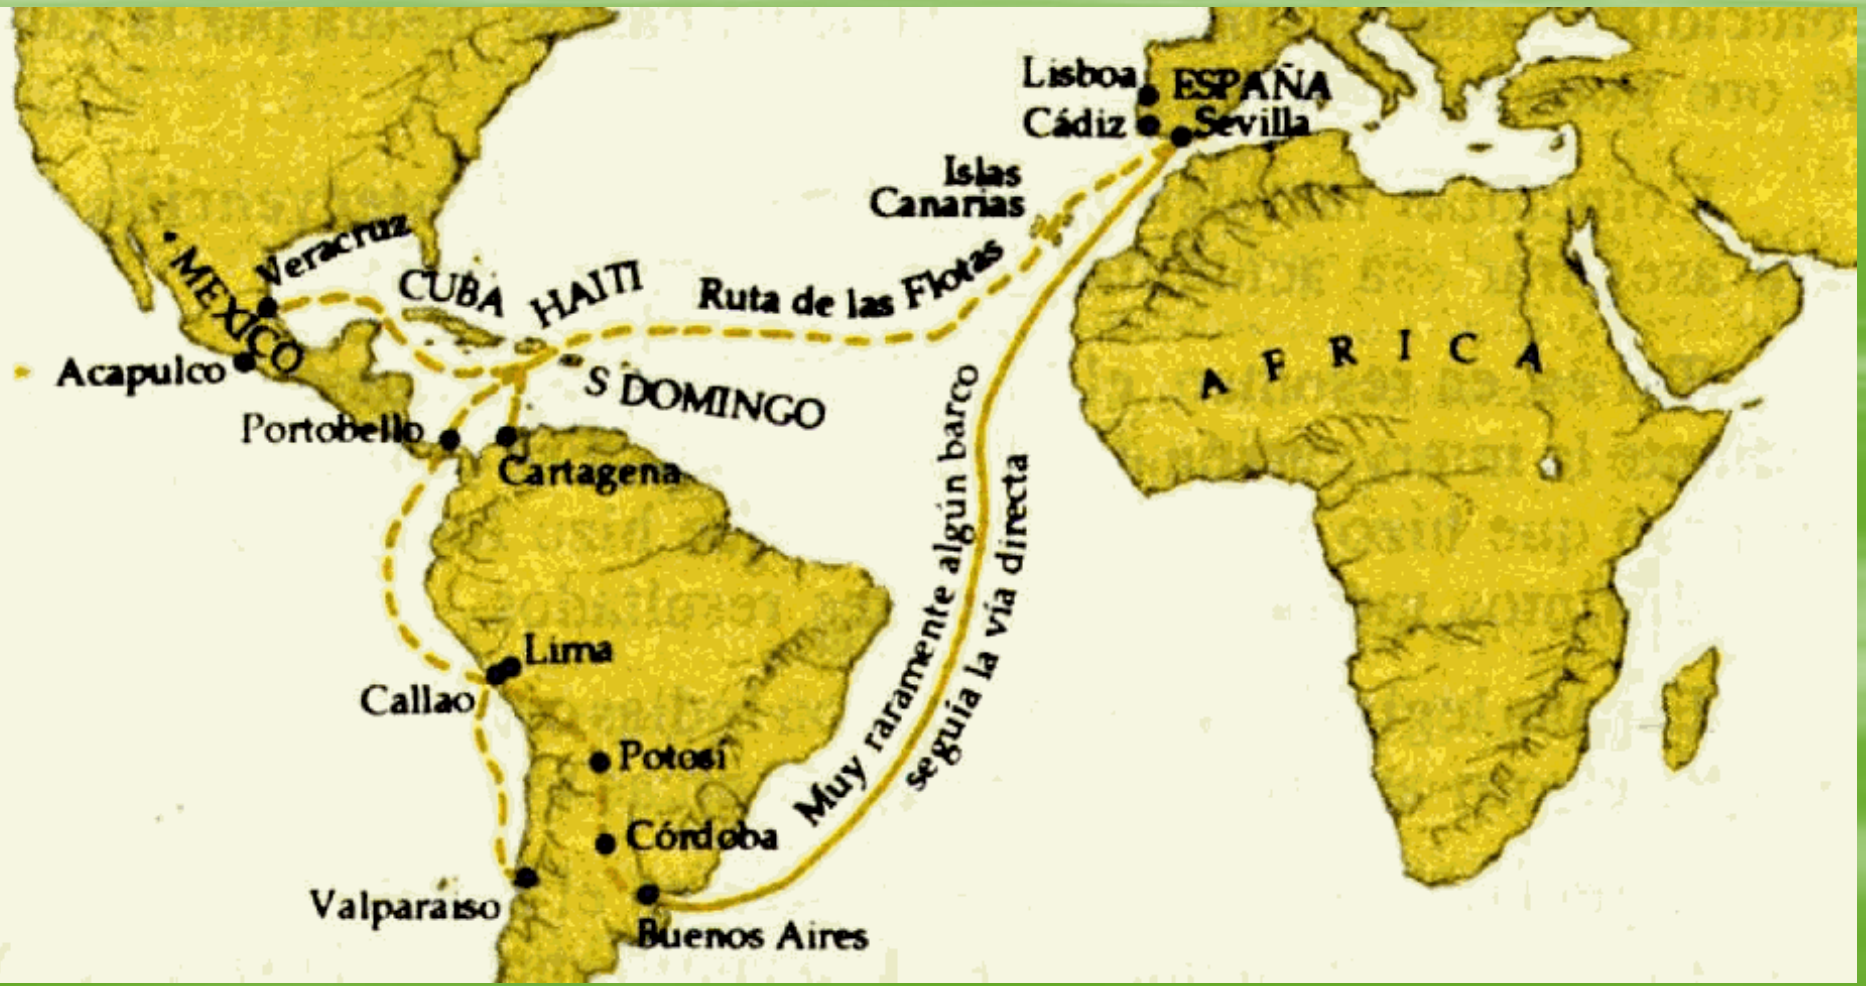 Lisboa
ESPAÑA
Cádiz
Sevilla
Islas
Canarias
Veracruz
MEXICO
CUBA
HAITI
Ruta de las Flotas
Acapulco
S DOMINGO
AFRICA
Portobello
Cartagena
Muy raramente algún barco
seguía la vía directa
Lima
Callao
Potosí
Córdoba
Valparaiso
Buenos Aires